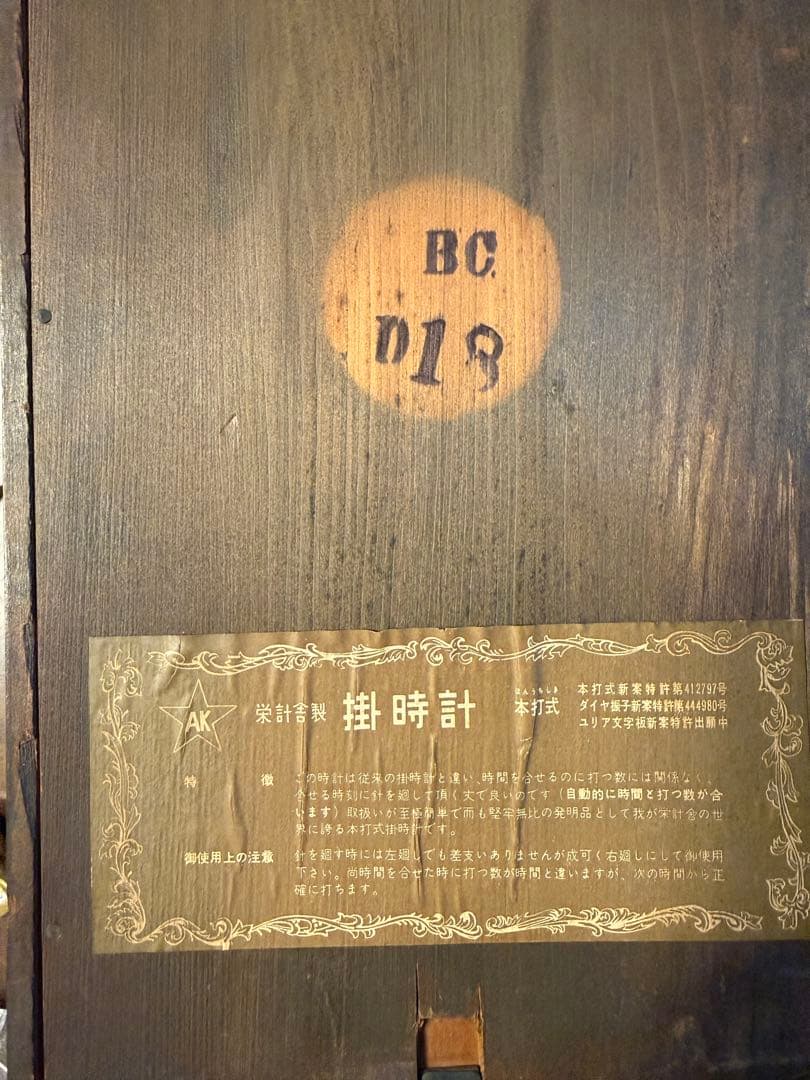 BC
D18
AK
栄計舎製 掛時計 本打式
ほんうちしき
本打式新案特許第412797号
ダイヤ振子新案特許第444980号
ユリア文字板新案特許出願中
特 徴 この時計は従来の掛時計と違い、時間を合せるのに打つ数には関係なく、
今せる時刻に針を廻して頂く丈で良いのです(自動的に時間と打つ数が合
います)取扱いが至極簡単で而も堅牢無比の発明品として我が栄計舎の世
界に誇る本打式掛時計です。
御使用上の注意 針を廻す時には左廻しでも差支いありませんが成可く右廻しにして御使用
下さい。尚時間を合せた時に打つ数が時間と違いますが、次の時間から正
確に打ちます。